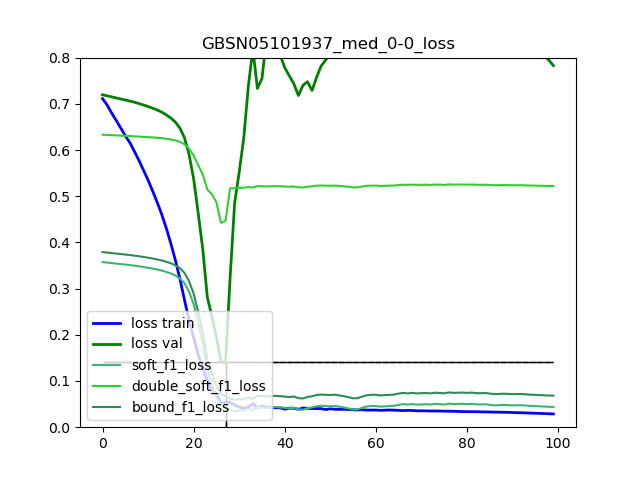 GBSN05101937_med_0-0_loss
0.8
0.7
0.6
0.5
0.4
0.3
0.2
0.1
0.0
loss train
loss val
soft_f1_loss
double_soft_f1_loss
bound_f1_loss
0
20
40
60
80
100